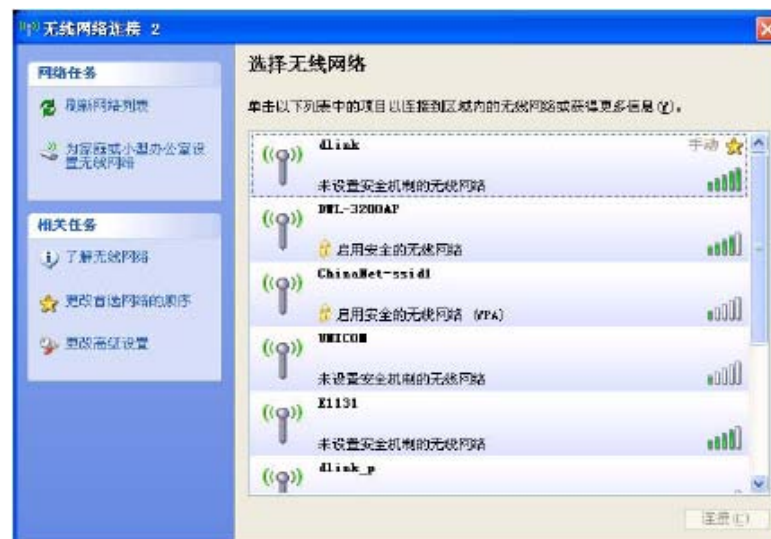 无线网络连接 2
网络任务
刷新网络列表
为家庭或小型办公室设
置无线网络
相关任务
了解无线网络
更改首选网络的顺序
更改高级设置
选择无线网络
单击以下列表中的项目以连接到区域内的无线网络或获得更多信息(Y)。
dlink
手动
未设置安全机制的无线网络
DWL-3200AP
启用安全的无线网络
ChinaNet-ssid1
启用安全的无线网络 (WPA)
UNICOM
未设置安全机制的无线网络
E1131
未设置安全机制的无线网络
dlink_p
连接(C)